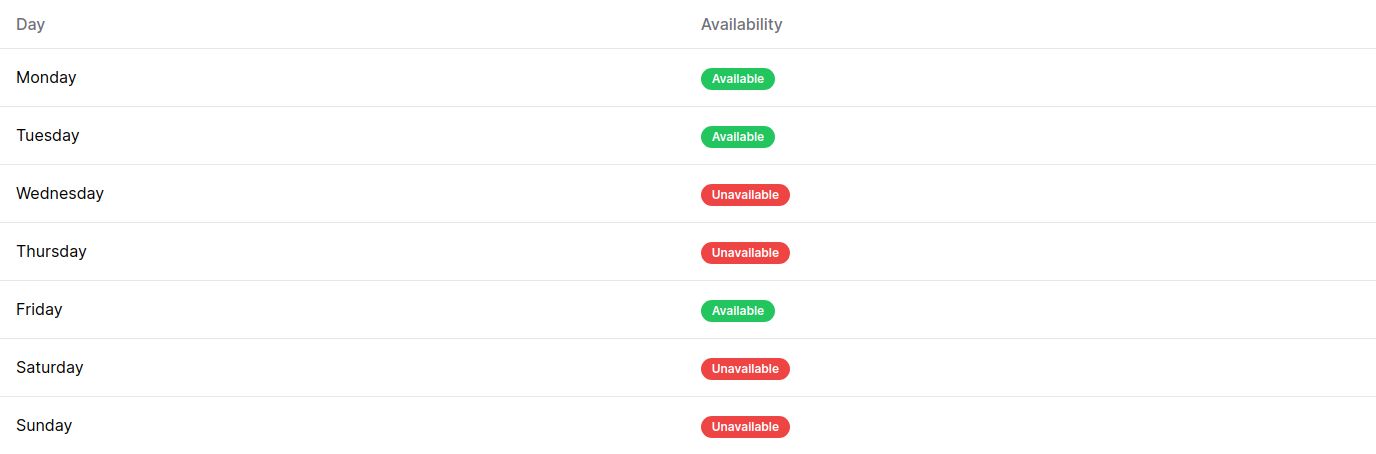 Day Availability
Monday Available
Tuesday Available
Wednesday Unavailable
Thursday Unavailable
Friday Available
Saturday Unavailable
Sunday Unavailable